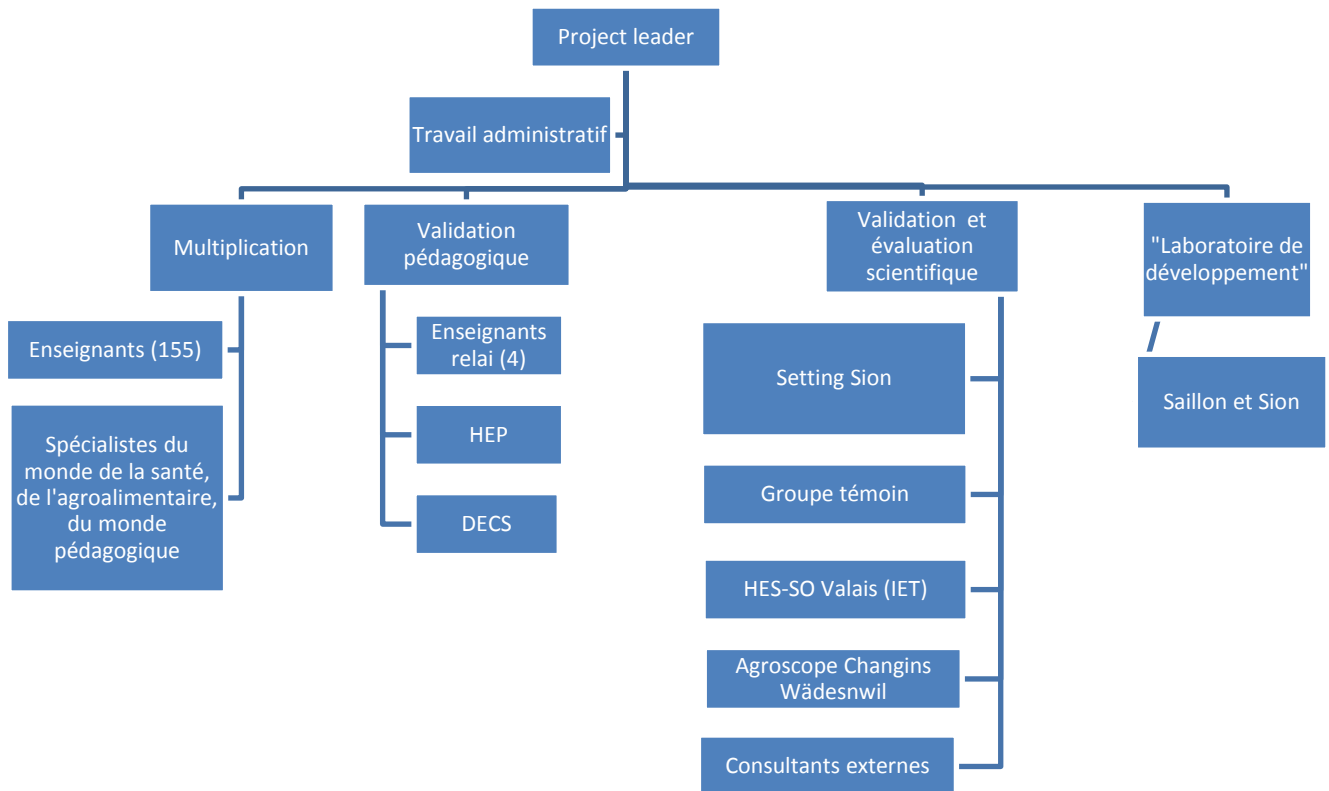 Project leader
Travail administratif
Multiplication
Enseignants (155)
Spécialistes du
monde de la santé,
de l'agroalimentaire,
du monde
pédagogique
Validation
pédagogique
Enseignants
relai (4)
HEP
DECS
Validation et
évaluation
scientifique
Setting Sion
Groupe témoin
HES-SO Valais (IET)
Agroscope Changins
Wädesnwil
Consultants externes
"Laboratoire de
développement"
Saillon et Sion